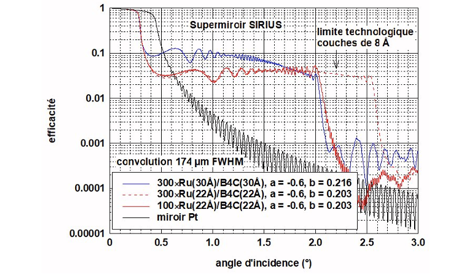 Supermiroir SIRIUS
limite technologique
couches de 8 Å
efficacité
1
0.1
0.01
0.001
0.0001
0.00001
convolution 174 µm FWHM
300×Ru(30Å)/B4C(30Å), a = -0.6, b = 0.216
300×Ru(22Å)/B4C(22Å), a = -0.6, b = 0.203
100×Ru(22Å)/B4C(22Å), a = -0.6, b = 0.203
miroir Pt
0.0 0.5 1.0 1.5 2.0 2.5 3.0
angle d'incidence (°)